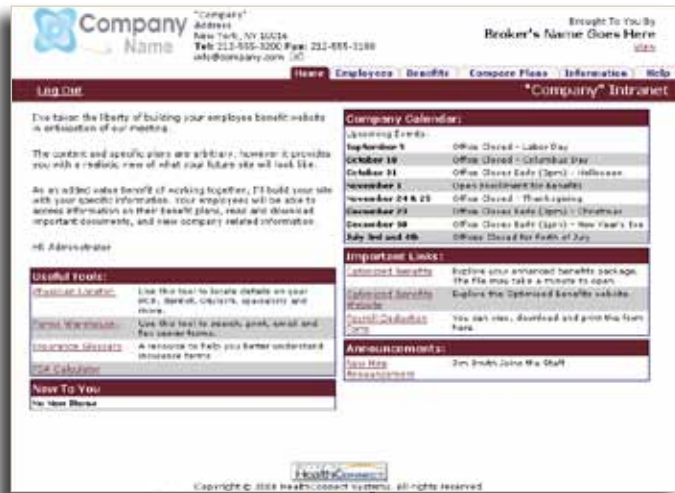 Company
Name
"Company"
Address
New York, NY 10016
Tel: 212-555-3200 Fax: 212-555-3100
info@company.com
Brought To You By
Broker's Name Goes Here
Home Employees Benefits Compare Plans Information Help
Log Out
"Company" Intranet
I've taken the liberty of building your employee benefit website
in anticipation of our meeting.
The content and specific plans are arbitrary, however it provides
you with a realistic view of what your future site will look like.
As an added value benefit of working together, I'll build your site
with your specific information. Your employees will be able to
access information on their benefit plans, read and download
important documents, and view company related information.
HR Administrator
Useful Tools:
Physician Locator
Use this tool to locate details on your
PCP, dentist, specialists and
more.
Forms Warehouse
Use this tool to search, print, email and
fax carrier forms.
Insurance Glossary
A resource to help you better understand
insurance terms
FSA Calculator
New To You
No New Items
Company Calendar:
Upcoming Events:
September 5 Office Closed - Labor Day
October 10 Office Closed - Columbus Day
October 31 Office Closes Early (3pm) - Halloween
November 1 Open Enrollment for Benefits
November 24 & 25 Office Closed - Thanksgiving
December 23 Office Closes Early (3pm) - Christmas
December 30 Office Closes Early (3pm) - New Year's Eve
July 3rd and 4th Offices Closed for Forth of July
Important Links:
Optimized Benefits
Explore your enhanced benefits package.
The file may take a minute to open.
Optimized Benefits
Website
Explore the Optimized Benefits website.
Payroll Deduction
Form
You can view, download and print the form
here.
Announcements:
New Hire
Announcement
Jim Smith Joins the Staff
HealthConnect
Copyright © HealthConnect Systems. All rights reserved